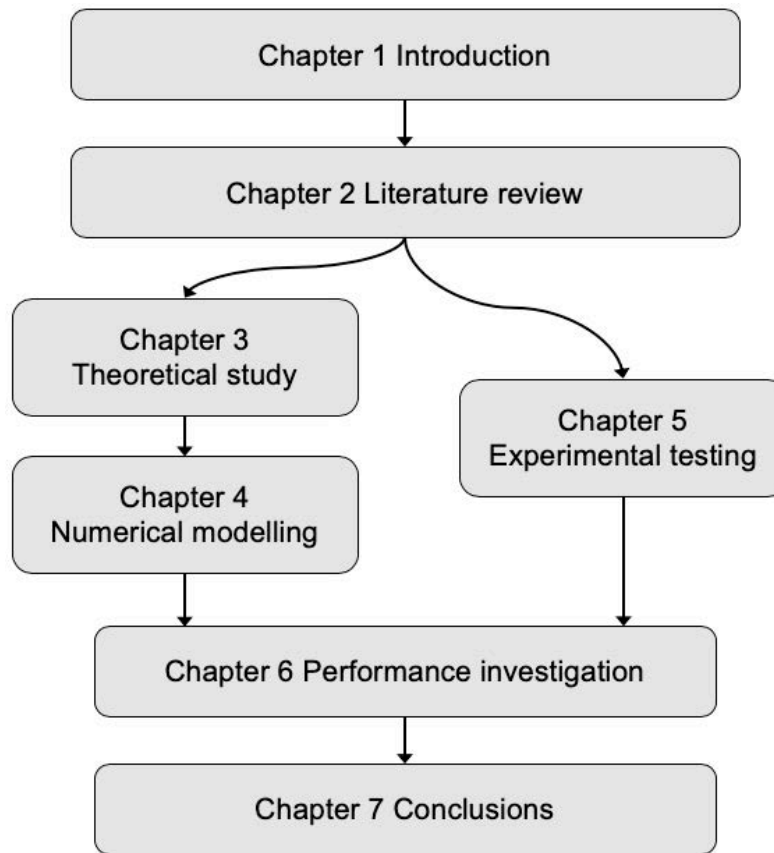 Chapter 1 Introduction
Chapter 2 Literature review
Chapter 3
Theoretical study
Chapter 4
Numerical modelling
Chapter 5
Experimental testing
Chapter 6 Performance investigation
Chapter 7 Conclusions